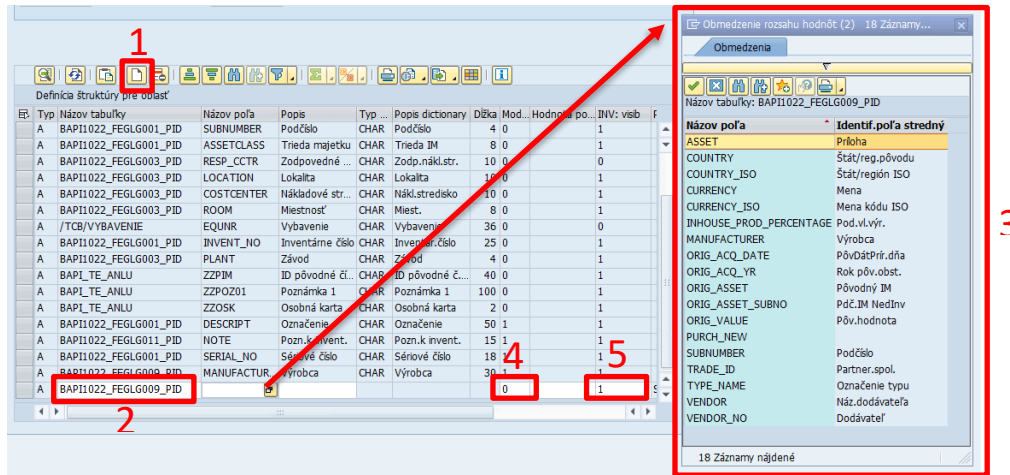 1
Definícia štruktúry pre oblasť
Typ Názov tabuľky Názov poľa Popis Typ ... Popis dictionary Dĺžka Mod... Hodnota po... INV: visib
A BAPI1022_FEGLG001_PID SUBNUMBER Podčíslo CHAR Podčíslo 4 0 1
A BAPI1022_FEGLG001_PID ASSETCLASS Trieda majetku CHAR Trieda IM 8 0 1
A BAPI1022_FEGLG003_PID RESP_CCTR Zodpovedné ... CHAR Zodp.nákl.str. 10 0 0
A BAPI1022_FEGLG003_PID LOCATION Lokalita CHAR Lokalita 10 0 1
A BAPI1022_FEGLG003_PID COSTCENTER Nákladové str... CHAR Nákl.stredisko 10 0 1
A BAPI1022_FEGLG003_PID ROOM Miestnosť CHAR Miest. 8 0 1
A /TCB/VYBAVENIE EQUNR Vybavenie CHAR Vybavenie 36 0 0
A BAPI1022_FEGLG001_PID INVENT_NO Inventárne číslo CHAR Inventár.číslo 25 0 1
A BAPI1022_FEGLG003_PID PLANT Závod CHAR Závod 4 0 1
A BAPI_TE_ANLU ZZPIM ID pôvodné čí... CHAR ID pôvodné č.... 40 0 1
A BAPI_TE_ANLU ZZPOZ01 Poznámka 1 CHAR Poznámka 1 100 0 1
A BAPI_TE_ANLU ZZOSK Osobná karta CHAR Osobná karta 2 0 1
A BAPI1022_FEGLG001_PID DESCRIPT Označenie CHAR Označenie 50 1 1
A BAPI1022_FEGLG011_PID NOTE Pozn.k invent. CHAR Pozn.k invent. 15 1 1
A BAPI1022_FEGLG001_PID SERIAL_NO Sériové číslo CHAR Sériové číslo 18 1 1
A BAPI1022_FEGLG009_PID MANUFACTUR... Výrobca CHAR Výrobca 30 1 1
A BAPI1022_FEGLG009_PID 0 1
2
4
5
Obmedzenie rozsahu hodnôt (2) 18 Záznamy...
Obmedzenia
Názov tabuľky: BAPI1022_FEGLG009_PID
Názov poľa Identif.poľa stredný
ASSET Príloha
COUNTRY Štát/reg.pôvodu
COUNTRY_ISO Štát/región ISO
CURRENCY Mena
CURRENCY_ISO Mena kódu ISO
INHOUSE_PROD_PERCENTAGE Pod.vl.výr.
MANUFACTURER Výrobca
ORIG_ACQ_DATE PôvDátPrír.dňa
ORIG_ACQ_YR Rok pôv.obst.
ORIG_ASSET Pôvodný IM
ORIG_ASSET_SUBNO Pdč.IM NedInv
ORIG_VALUE Pôv.hodnota
PURCH_NEW
SUBNUMBER Podčíslo
TRADE_ID Partner.spol.
TYPE_NAME Označenie typu
VENDOR Náz.dodávateľa
VENDOR_NO Dodávateľ
18 Záznamy nájdené
3